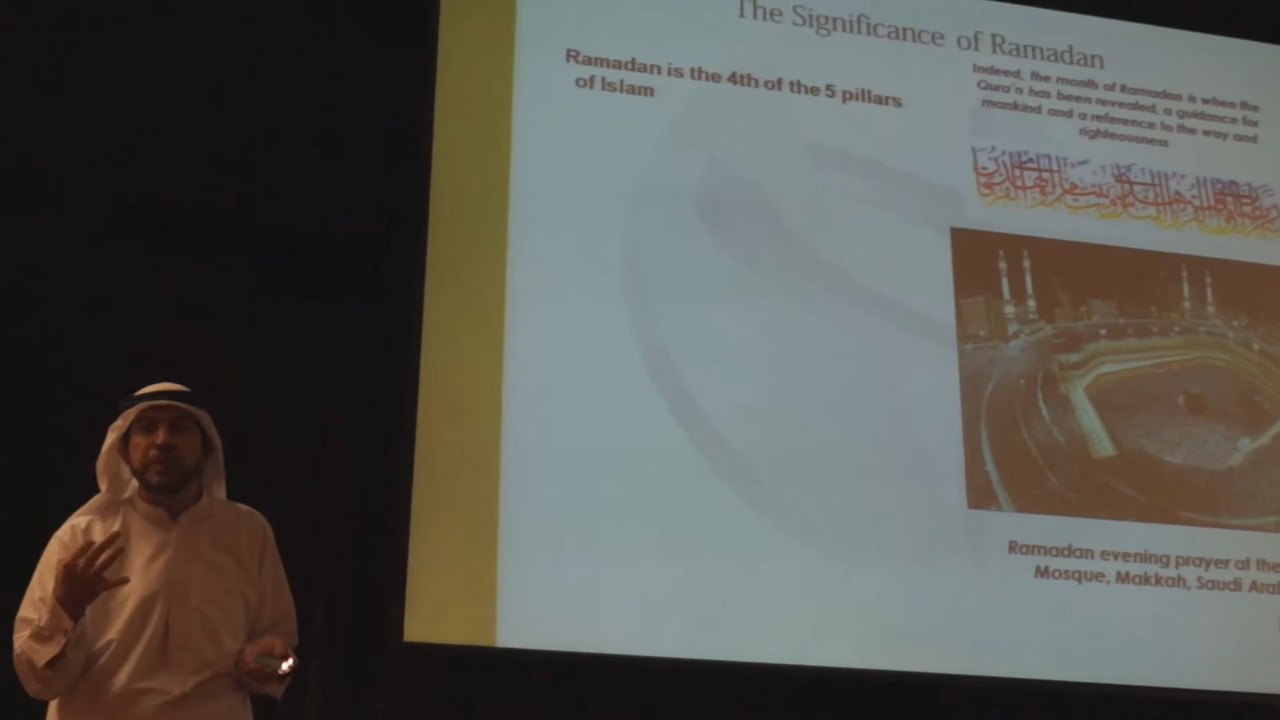 The Significance of Ramadan
Ramadan is the 4th of the 5 pillars
of Islam
Indeed, the month of Ramadan is when the
Qura'n has been revealed, a guidance for
mankind and a reference to the way and
righteousness
Ramadan evening prayer at the
Mosque, Makkah, Saudi Ara